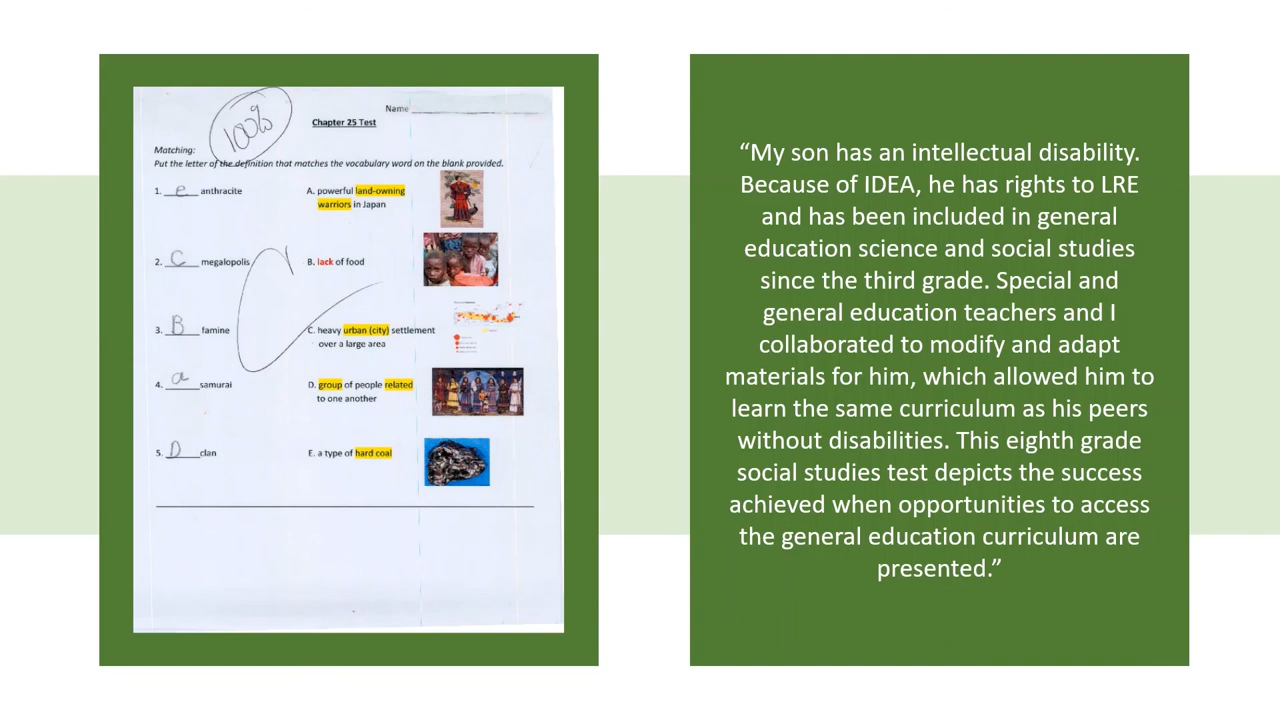 100%
Name
Chapter 25 Test
Matching:
Put the letter of the definition that matches the vocabulary word on the blank provided.
1. e anthracite
A. powerful land-owning
warriors in Japan
2. C megalopolis
B. lack of food
3. B famine
C. heavy urban (city) settlement
over a large area
4. a samurai
D. group of people related
to one another
5. D clan
E. a type of hard coal
“My son has an intellectual disability.
Because of IDEA, he has rights to LRE
and has been included in general
education science and social studies
since the third grade. Special and
general education teachers and I
collaborated to modify and adapt
materials for him, which allowed him to
learn the same curriculum as his peers
without disabilities. This eighth grade
social studies test depicts the success
achieved when opportunities to access
the general education curriculum are
presented.”